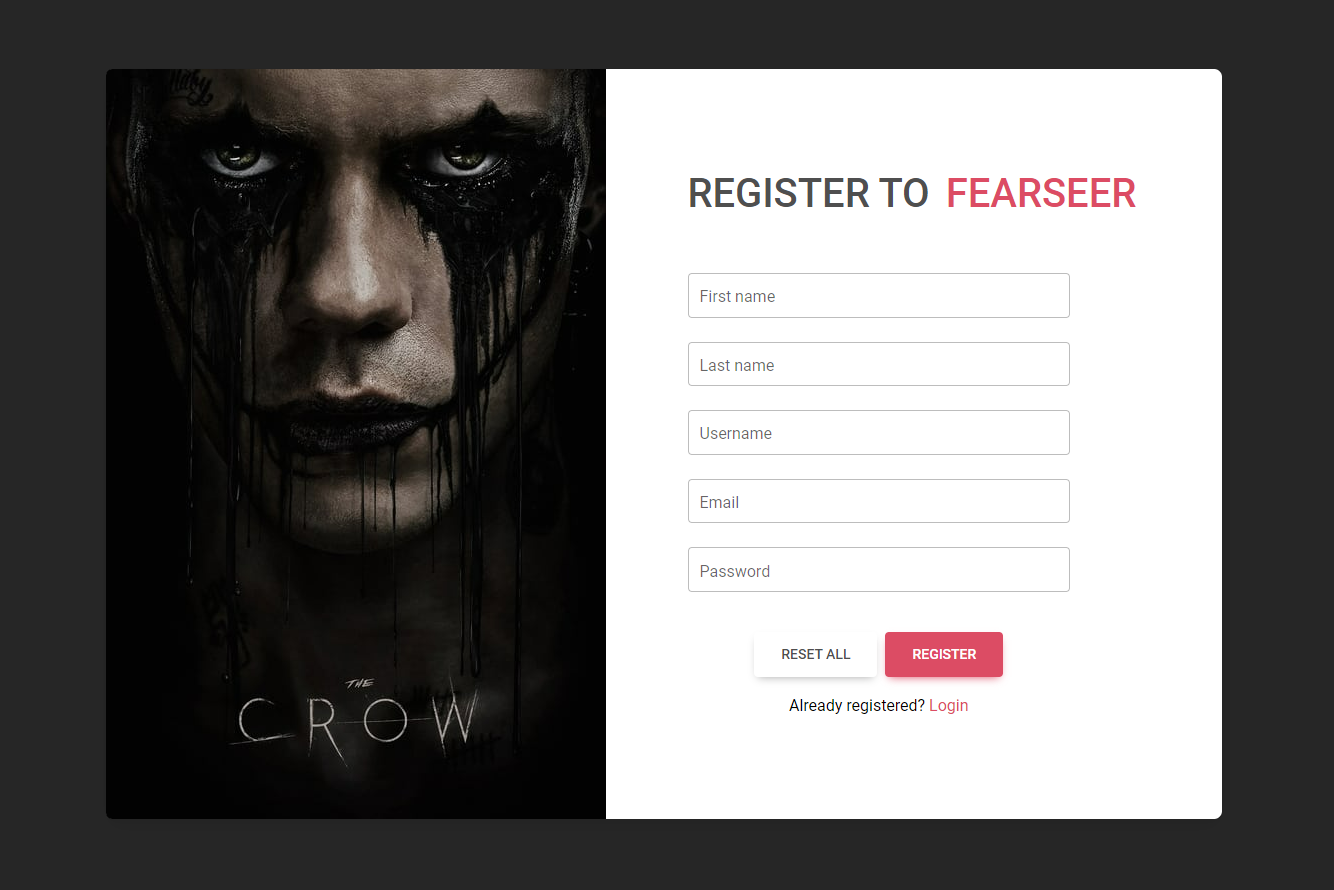 REGISTER TO FEARSEER
First name
Last name
Username
Email
Password
RESET ALL
REGISTER
Already registered? Login
THE
CROW